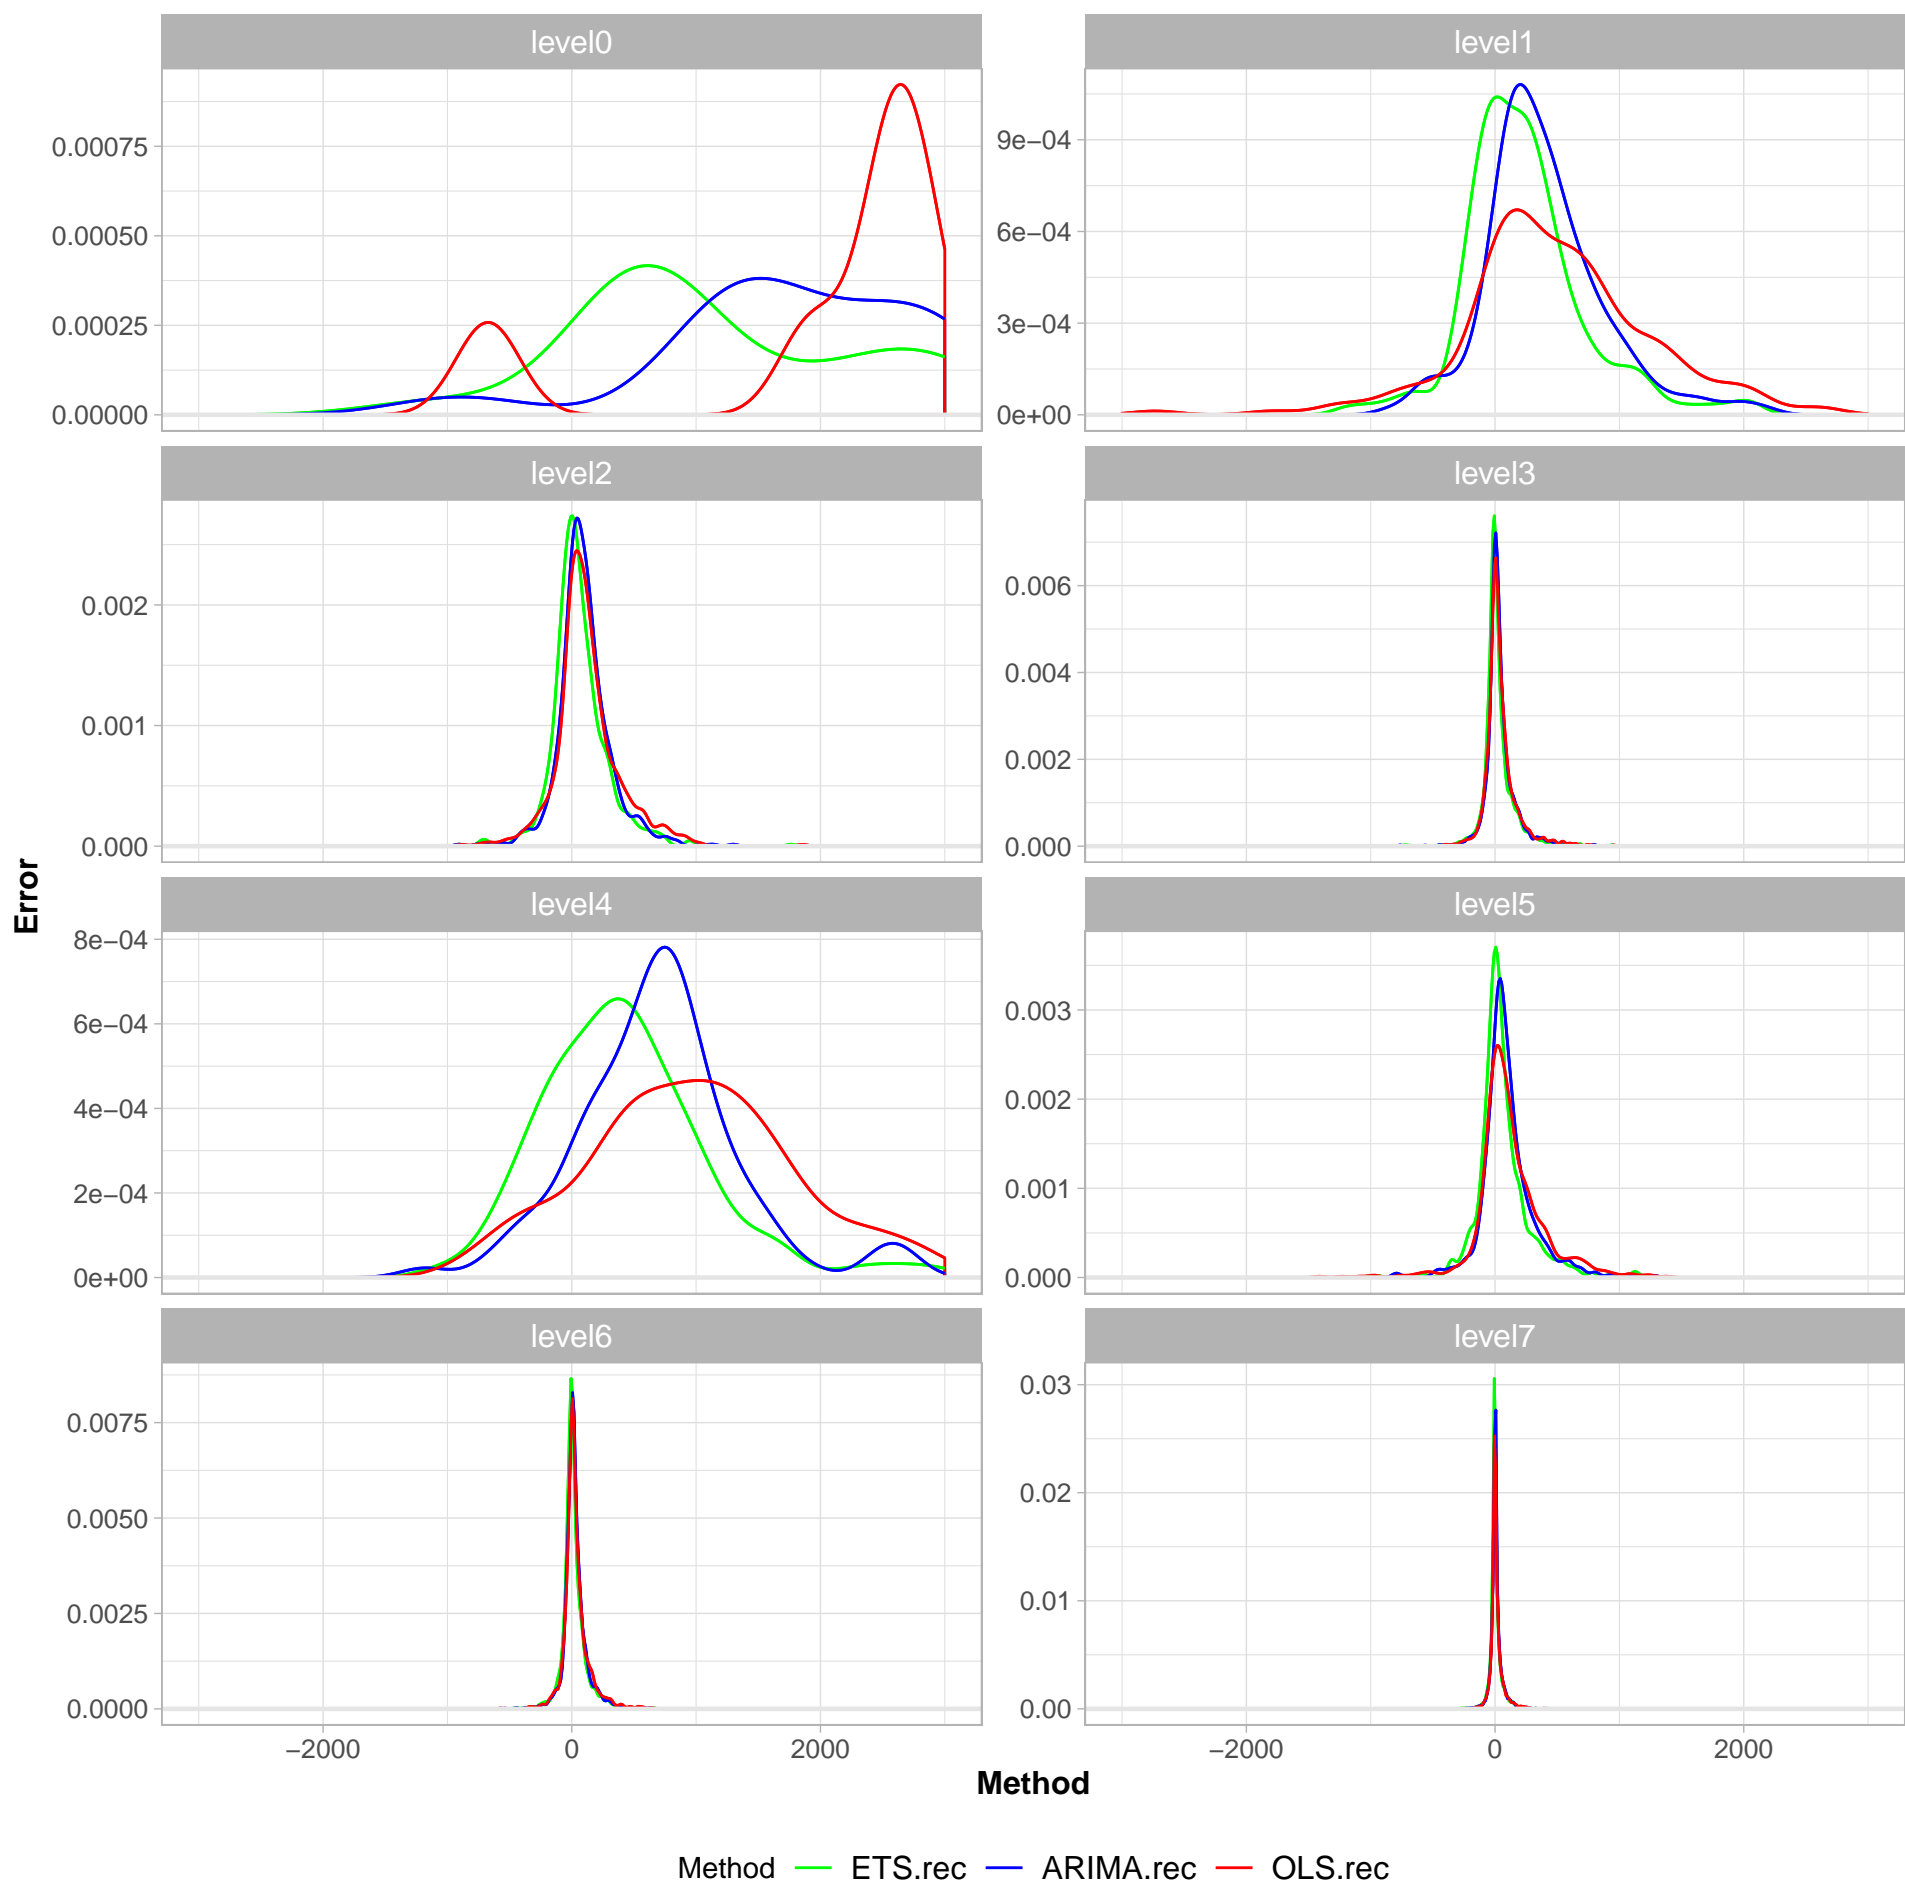 level0
level1
0.00075
0.00050
0.00025
0.00000
9e−04
6e−04
3e−04
0e+00
level2
level3
0.002
0.001
0.000
0.006
0.004
0.002
0.000
level4
level5
8e−04
6e−04
4e−04
2e−04
0e+00
0.003
0.002
0.001
0.000
level6
level7
0.0075
0.0050
0.0025
0.0000
0.03
0.02
0.01
0.00
−2000 0 2000
−2000 0 2000
Error
Method
Method ETS.rec ARIMA.rec OLS.rec